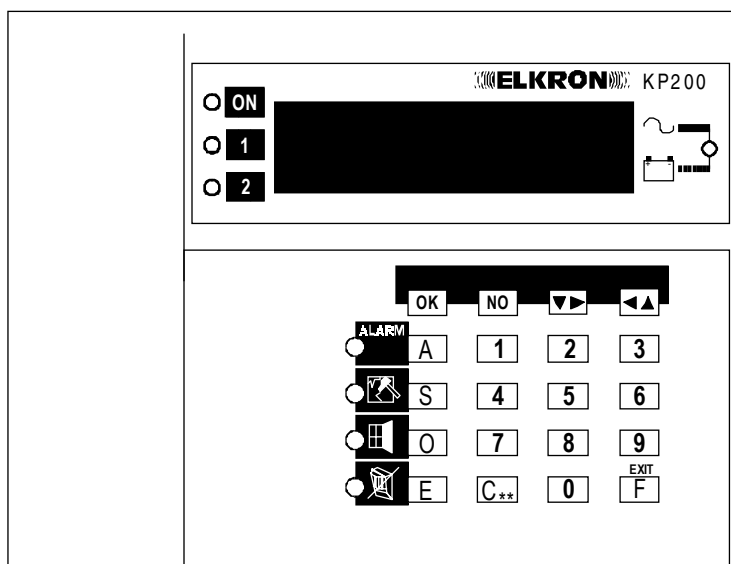 ELKRON KP200
ON
1
2
OK NO ▼▶ ◀▲
ALARM
A 1 2 3
S 4 5 6
O 7 8 9
EXIT
E C** 0 F